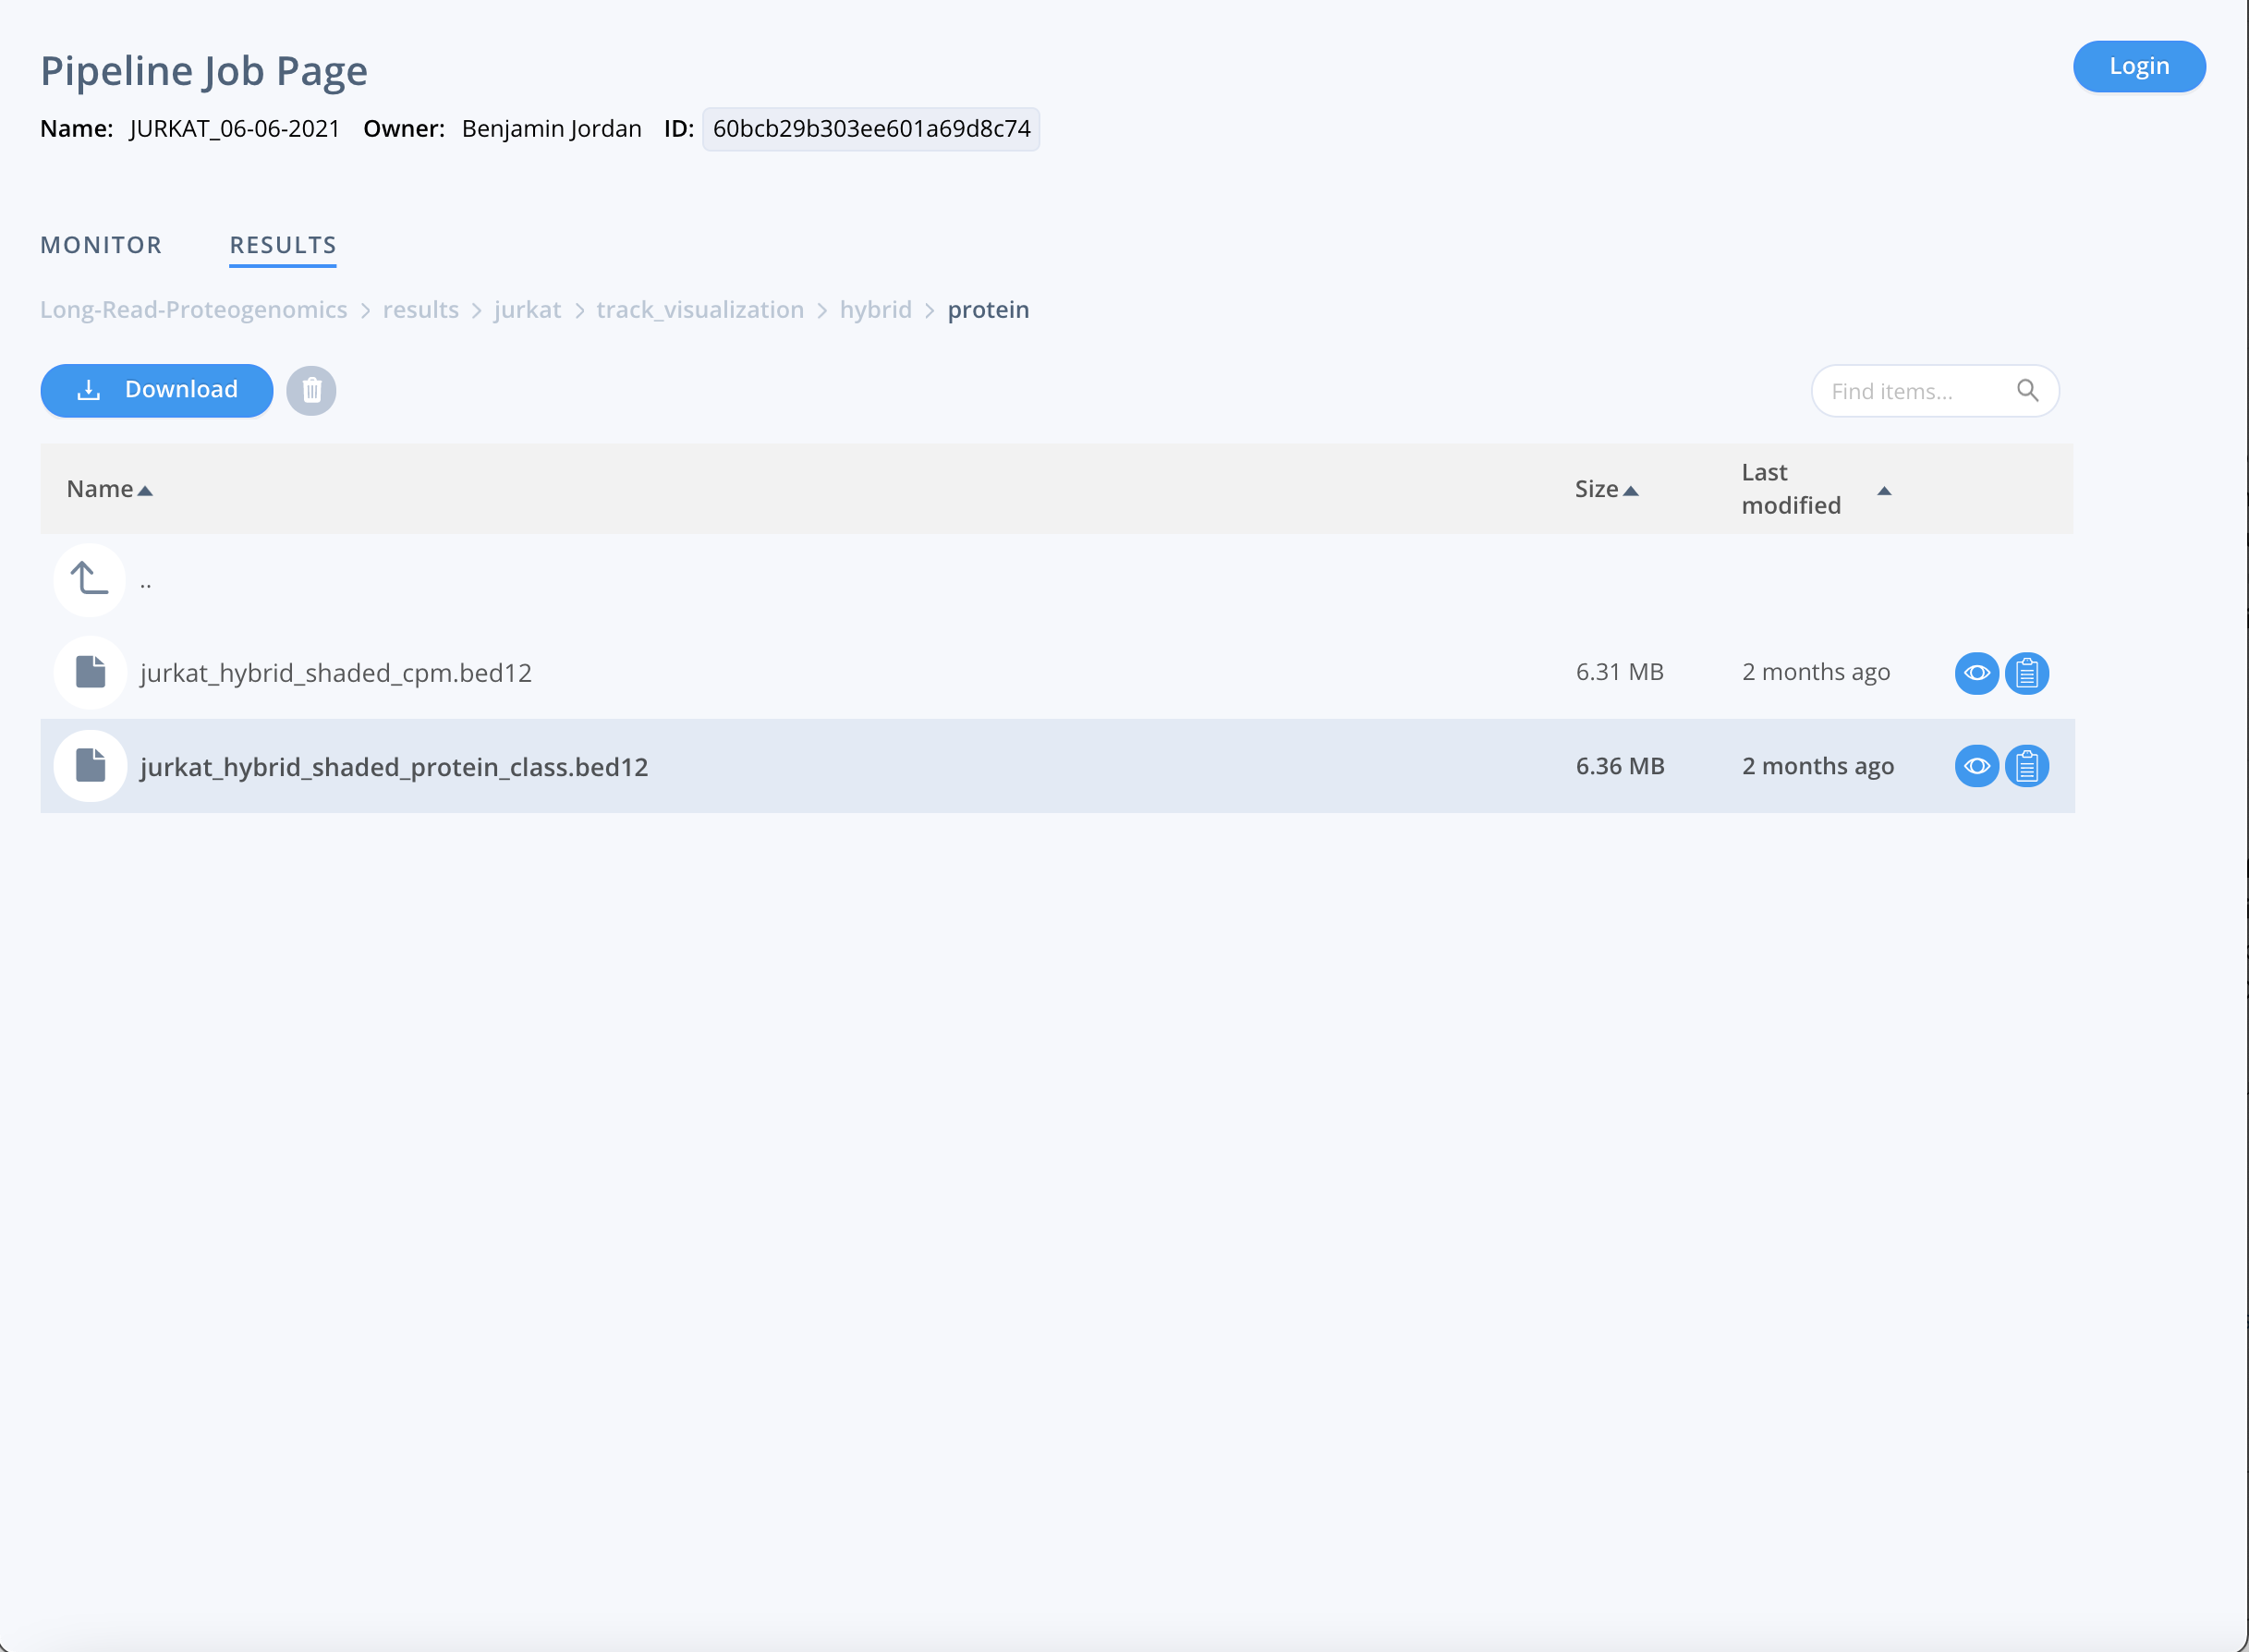 Pipeline Job Page
Login
Name: JURKAT_06-06-2021 Owner: Benjamin Jordan ID: 60bcb29b303ee601a69d8c74
MONITOR RESULTS
Long-Read-Proteogenomics > results > jurkat > track_visualization > hybrid > protein
Download
Find items...
Name Size Last modified
..
jurkat_hybrid_shaded_cpm.bed12 6.31 MB 2 months ago
jurkat_hybrid_shaded_protein_class.bed12 6.36 MB 2 months ago